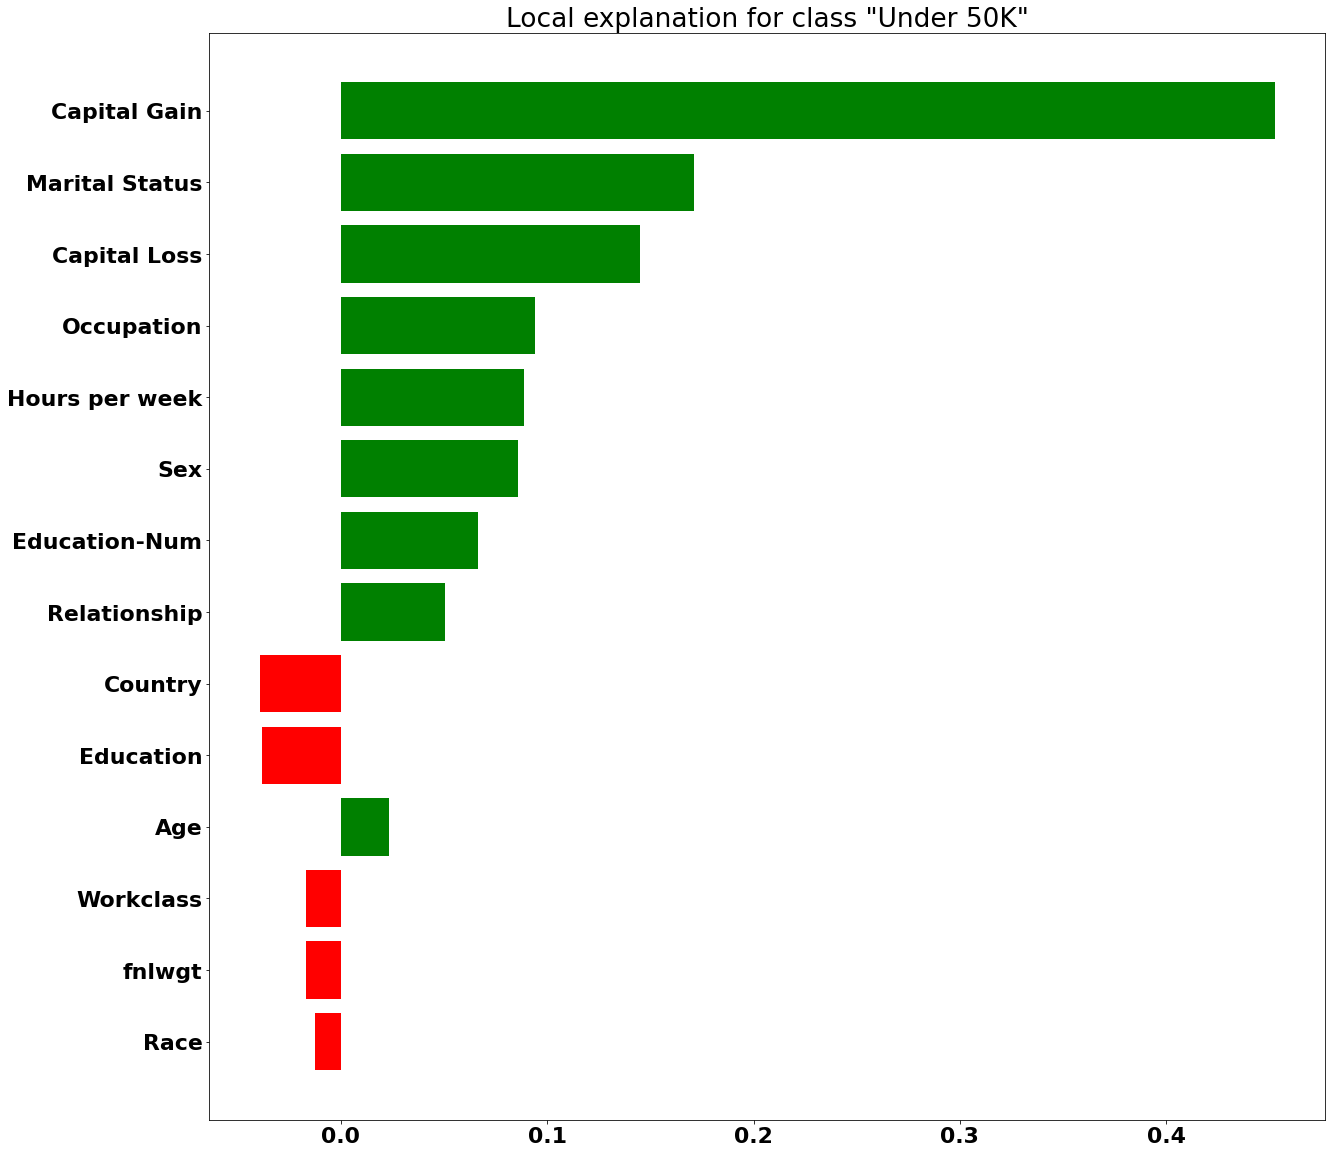 Local explanation for class "Under 50K"
Capital Gain
Marital Status
Capital Loss
Occupation
Hours per week
Sex
Education-Num
Relationship
Country
Education
Age
Workclass
fnlwgt
Race
0.0 0.1 0.2 0.3 0.4